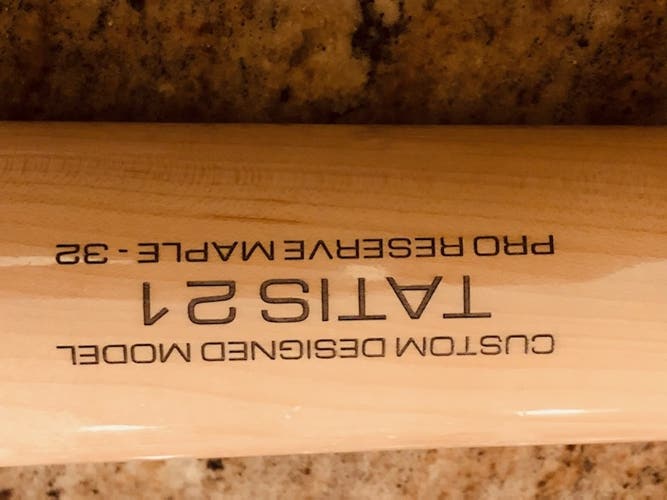 CUSTOM DESIGNED MODEL
TATIS 21
PRO RESERVE MAPLE - 32